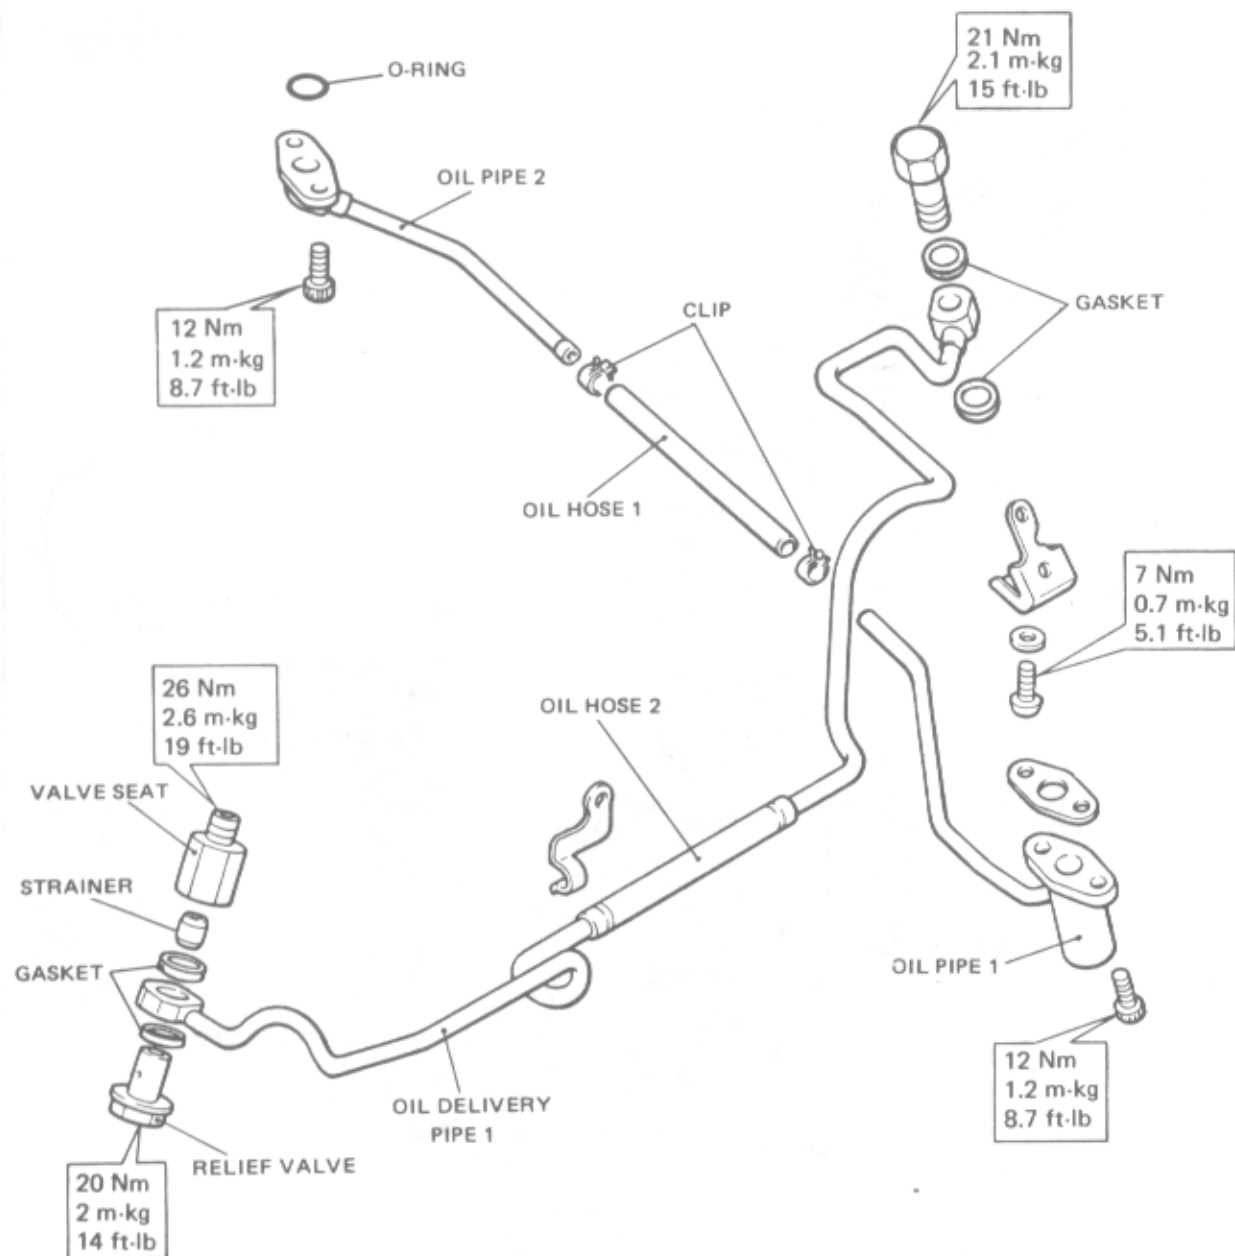 21 Nm
2.1 m·kg
15 ft·lb
O-RING
OIL PIPE 2
GASKET
CLIP
12 Nm
1.2 m·kg
8.7 ft·lb
OIL HOSE 1
7 Nm
0.7 m·kg
5.1 ft·lb
26 Nm
2.6 m·kg
19 ft·lb
OIL HOSE 2
VALVE SEAT
STRAINER
GASKET
OIL PIPE 1
12 Nm
1.2 m·kg
8.7 ft·lb
OIL DELIVERY
PIPE 1
RELIEF VALVE
20 Nm
2 m·kg
14 ft·lb